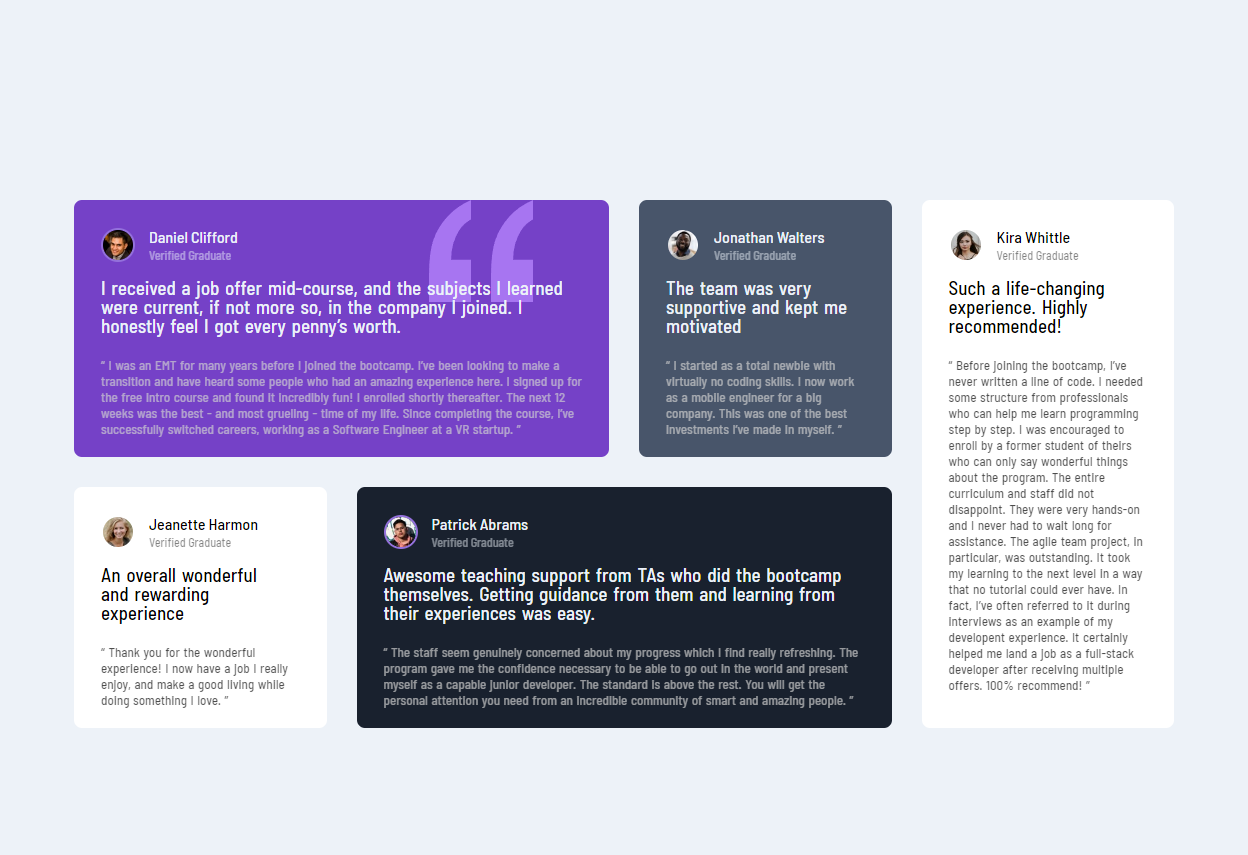 Daniel Clifford
Verified Graduate
I received a job offer mid-course, and the subjects I learned
were current, if not more so, in the company I joined. I
honestly feel I got every penny’s worth.
“ I was an EMT for many years before I joined the bootcamp. I’ve been looking to make a
transition and have heard some people who had an amazing experience here. I signed up for
the free intro course and found it incredibly fun! I enrolled shortly thereafter. The next 12
weeks was the best - and most grueling - time of my life. Since completing the course, I’ve
successfully switched careers, working as a Software Engineer at a VR startup. ”
Jonathan Walters
Verified Graduate
The team was very
supportive and kept me
motivated
“ I started as a total newbie with
virtually no coding skills. I now work
as a mobile engineer for a big
company. This was one of the best
investments I’ve made in myself. ”
Kira Whittle
Verified Graduate
Such a life-changing
experience. Highly
recommended!
“ Before joining the bootcamp, I’ve
never written a line of code. I needed
some structure from professionals
who can help me learn programming
step by step. I was encouraged to
enroll by a former student of theirs
who can only say wonderful things
about the program. The entire
curriculum and staff did not
disappoint. They were very hands-on
and I never had to wait long for
assistance. The agile team project, in
particular, was outstanding. It took
my learning to the next level in a way
that no tutorial could ever have. In
fact, I’ve often referred to it during
interviews as an example of my
developent experience. It certainly
helped me land a job as a full-stack
developer after receiving multiple
offers. 100% recommend! ”
Jeanette Harmon
Verified Graduate
An overall wonderful
and rewarding
experience
“ Thank you for the wonderful
experience! I now have a job I really
enjoy, and make a good living while
doing something I love. ”
Patrick Abrams
Verified Graduate
Awesome teaching support from TAs who did the bootcamp
themselves. Getting guidance from them and learning from
their experiences was easy.
“ The staff seem genuinely concerned about my progress which I find really refreshing. The
program gave me the confidence necessary to be able to go out in the world and present
myself as a capable junior developer. The standard is above the rest. You will get the
personal attention you need from an incredible community of smart and amazing people. ”